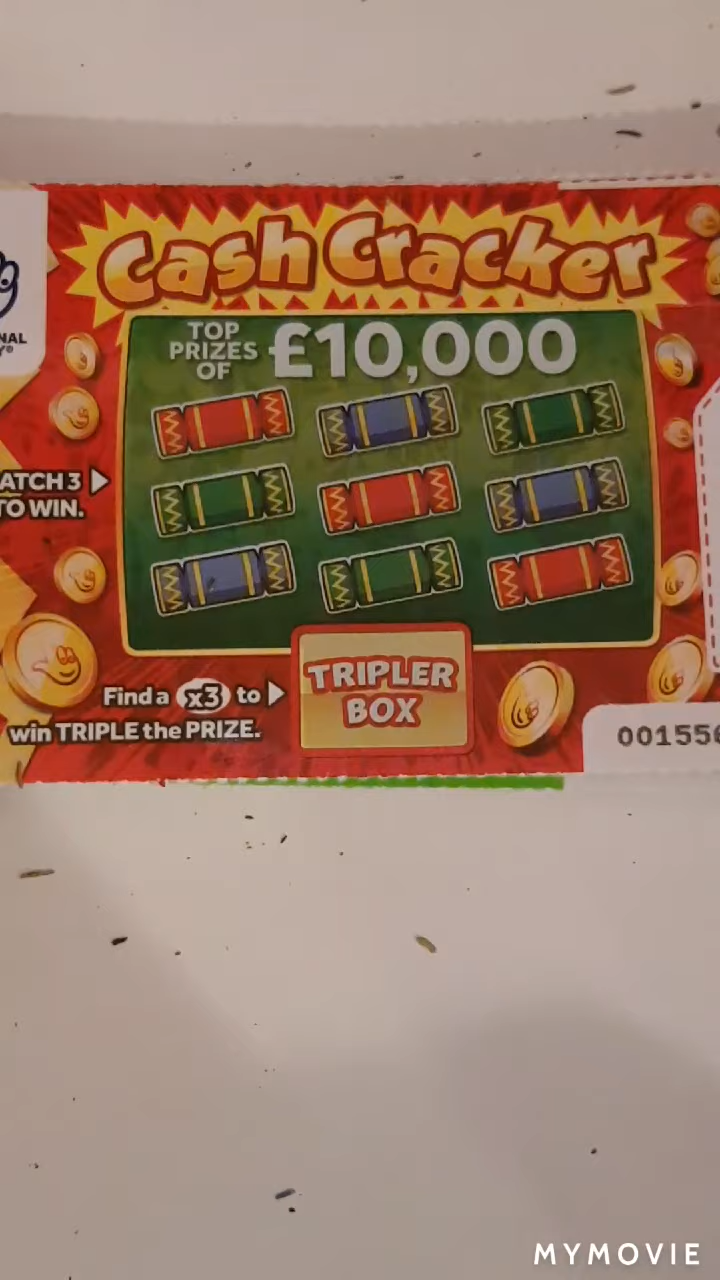 Cash Cracker
TOP
PRIZES
OF
£10,000
ATCH 3
TO WIN.
NAL
Y®
Find a x3 to
win TRIPLE the PRIZE.
TRIPLER
BOX
001556
MYMOVIE